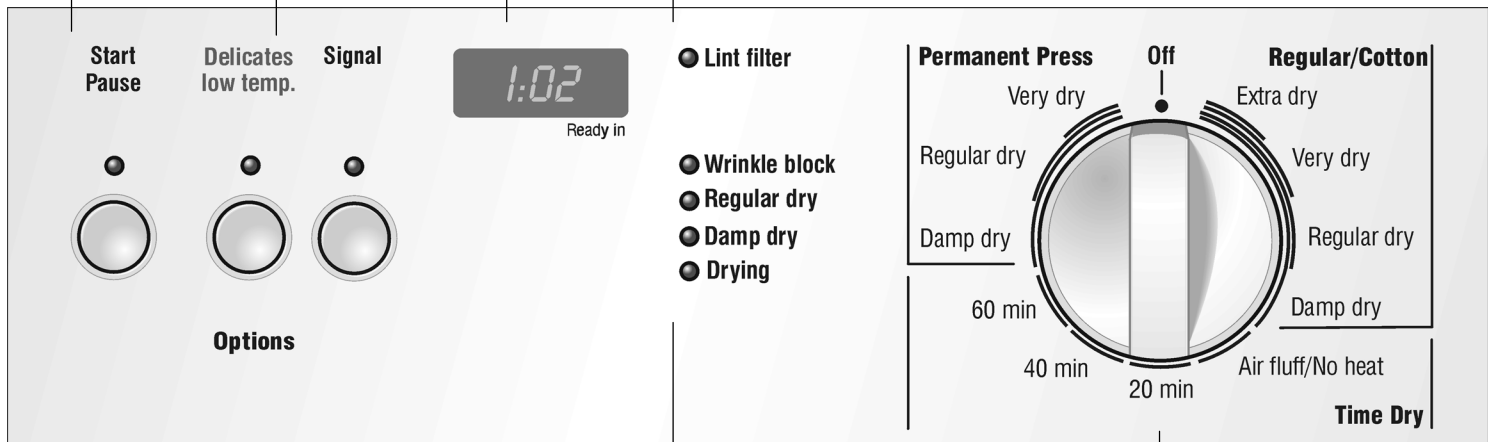 Start
Pause
Delicates
low temp.
Signal
1:02
Ready in
Options
Lint filter
Wrinkle block
Regular dry
Damp dry
Drying
Permanent Press
Off
Regular/Cotton
Very dry
Extra dry
Regular dry
Very dry
Damp dry
Regular dry
60 min
Damp dry
40 min
20 min
Air fluff/No heat
Time Dry